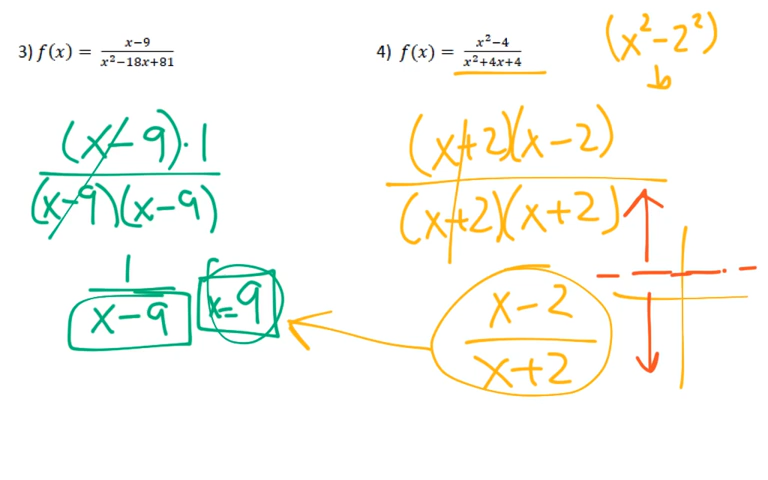 3) f(x) = x−9 / x²−18x+81
(x−9)·1
(x−9)(x−9)
1
x−9
x=9
4) f(x) = x²−4 / x²+4x+4
(x²−2²)
(x+2)(x−2)
(x+2)(x+2)
x−2
x+2